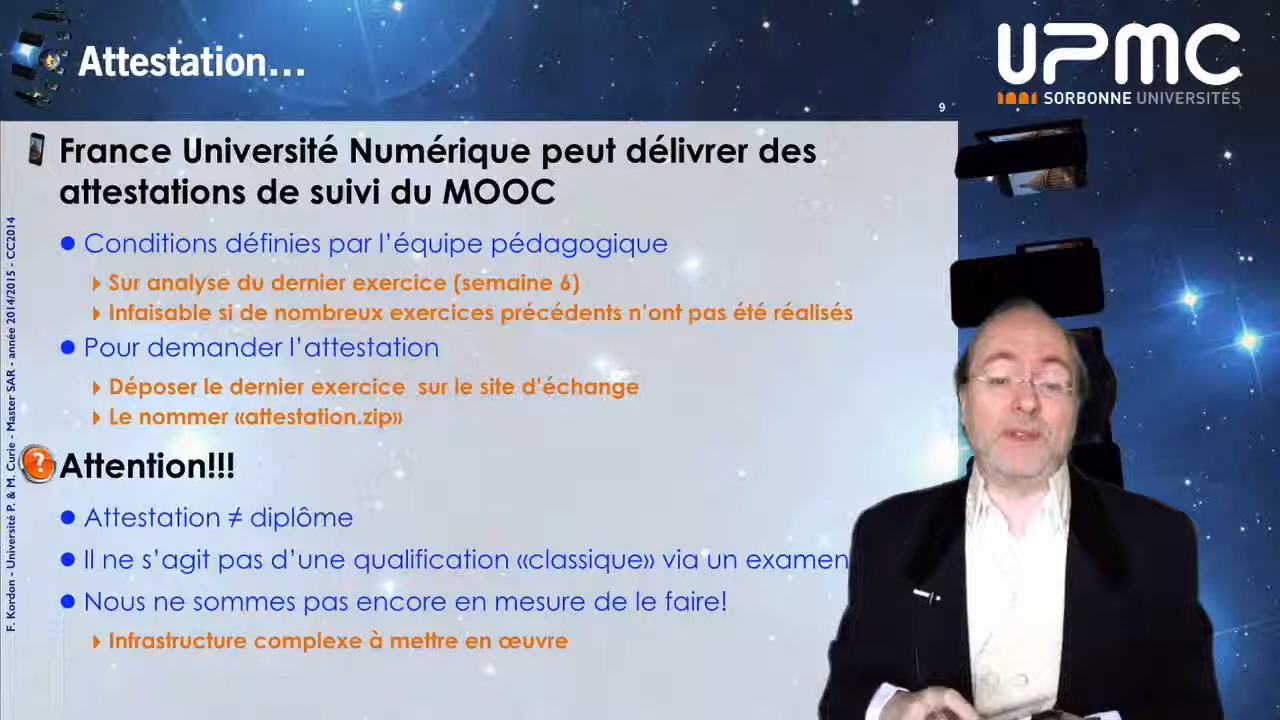 Attestation...
UPMC
SORBONNE UNIVERSITÉS
9
France Université Numérique peut délivrer des
attestations de suivi du MOOC
Conditions définies par l'équipe pédagogique
Sur analyse du dernier exercice (semaine 6)
Infaisable si de nombreux exercices précédents n'ont pas été réalisés
Pour demander l'attestation
Déposer le dernier exercice sur le site d'échange
Le nommer «attestation.zip»
?
Attention!!!
Attestation ≠ diplôme
Il ne s'agit pas d'une qualification «classique» via un examen
Nous ne sommes pas encore en mesure de le faire!
Infrastructure complexe à mettre en œuvre
F. Kordon - Université P. & M. Curie - Master SAR - année 2014/2015 - CC2014